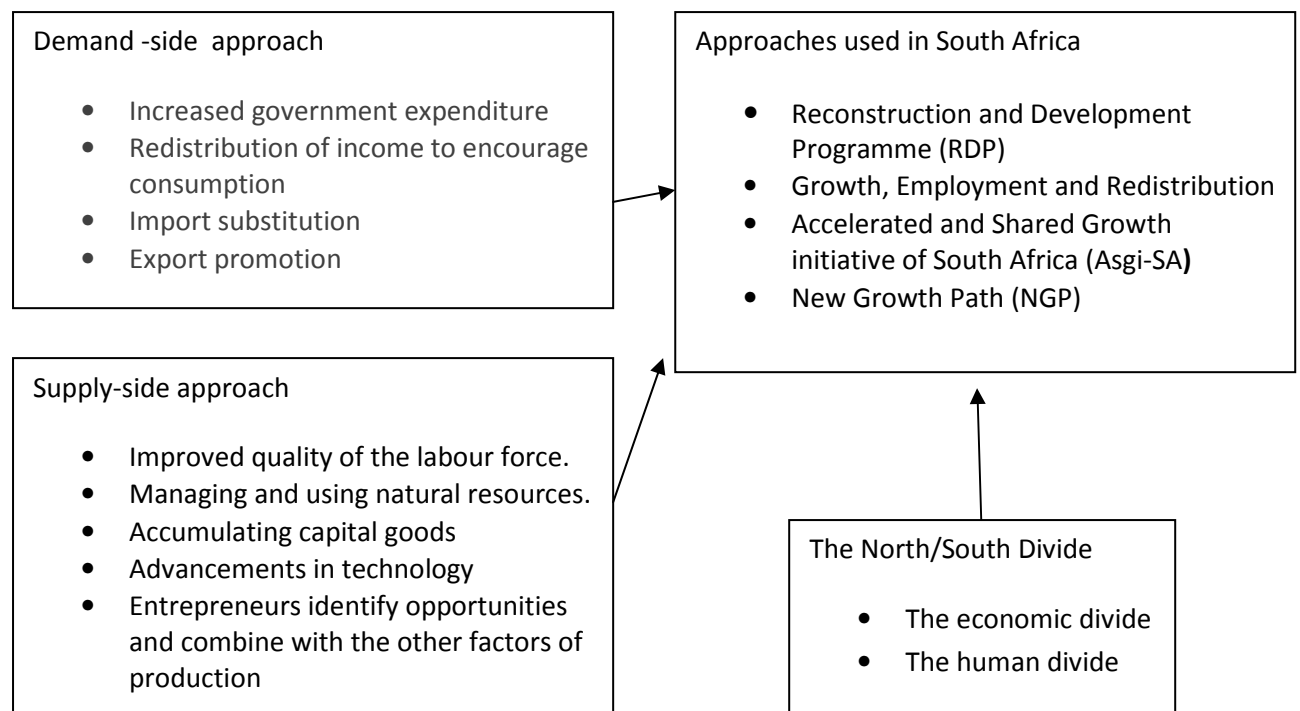 Demand -side approach
• Increased government expenditure
• Redistribution of income to encourage
consumption
• Import substitution
• Export promotion
Approaches used in South Africa
• Reconstruction and Development
Programme (RDP)
• Growth, Employment and Redistribution
• Accelerated and Shared Growth
initiative of South Africa (Asgi-SA)
• New Growth Path (NGP)
Supply-side approach
• Improved quality of the labour force.
• Managing and using natural resources.
• Accumulating capital goods
• Advancements in technology
• Entrepreneurs identify opportunities
and combine with the other factors of
production
The North/South Divide
• The economic divide
• The human divide